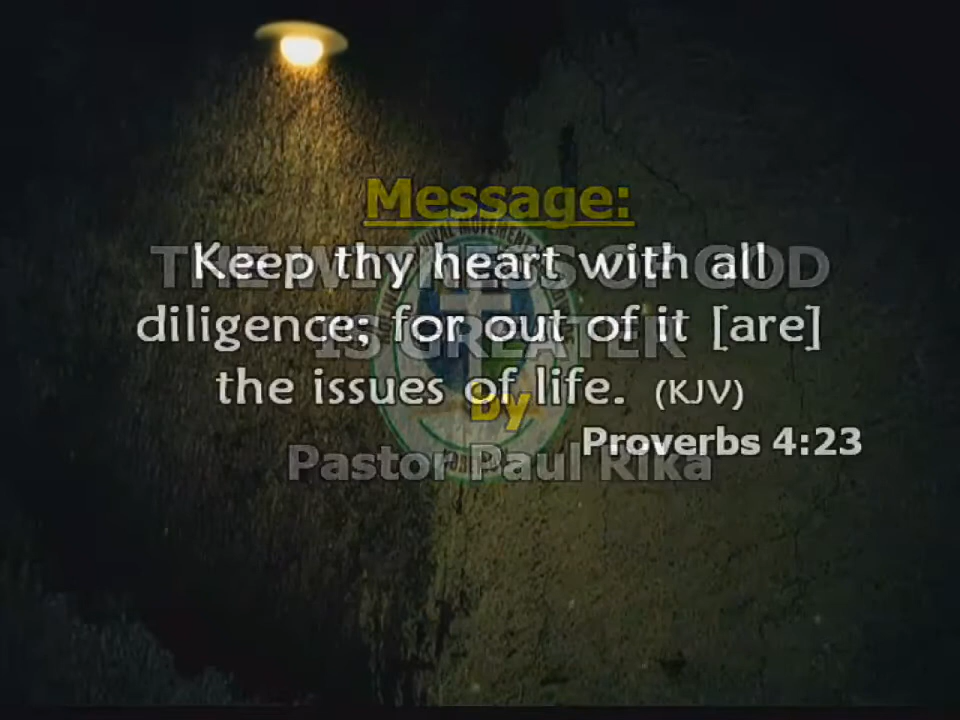 Message:
THE WITNESS OF GOD
IS GREATER
by
Pastor Paul Rika
Keep thy heart with all
diligence; for out of it [are]
the issues of life. (KJV)
Proverbs 4:23